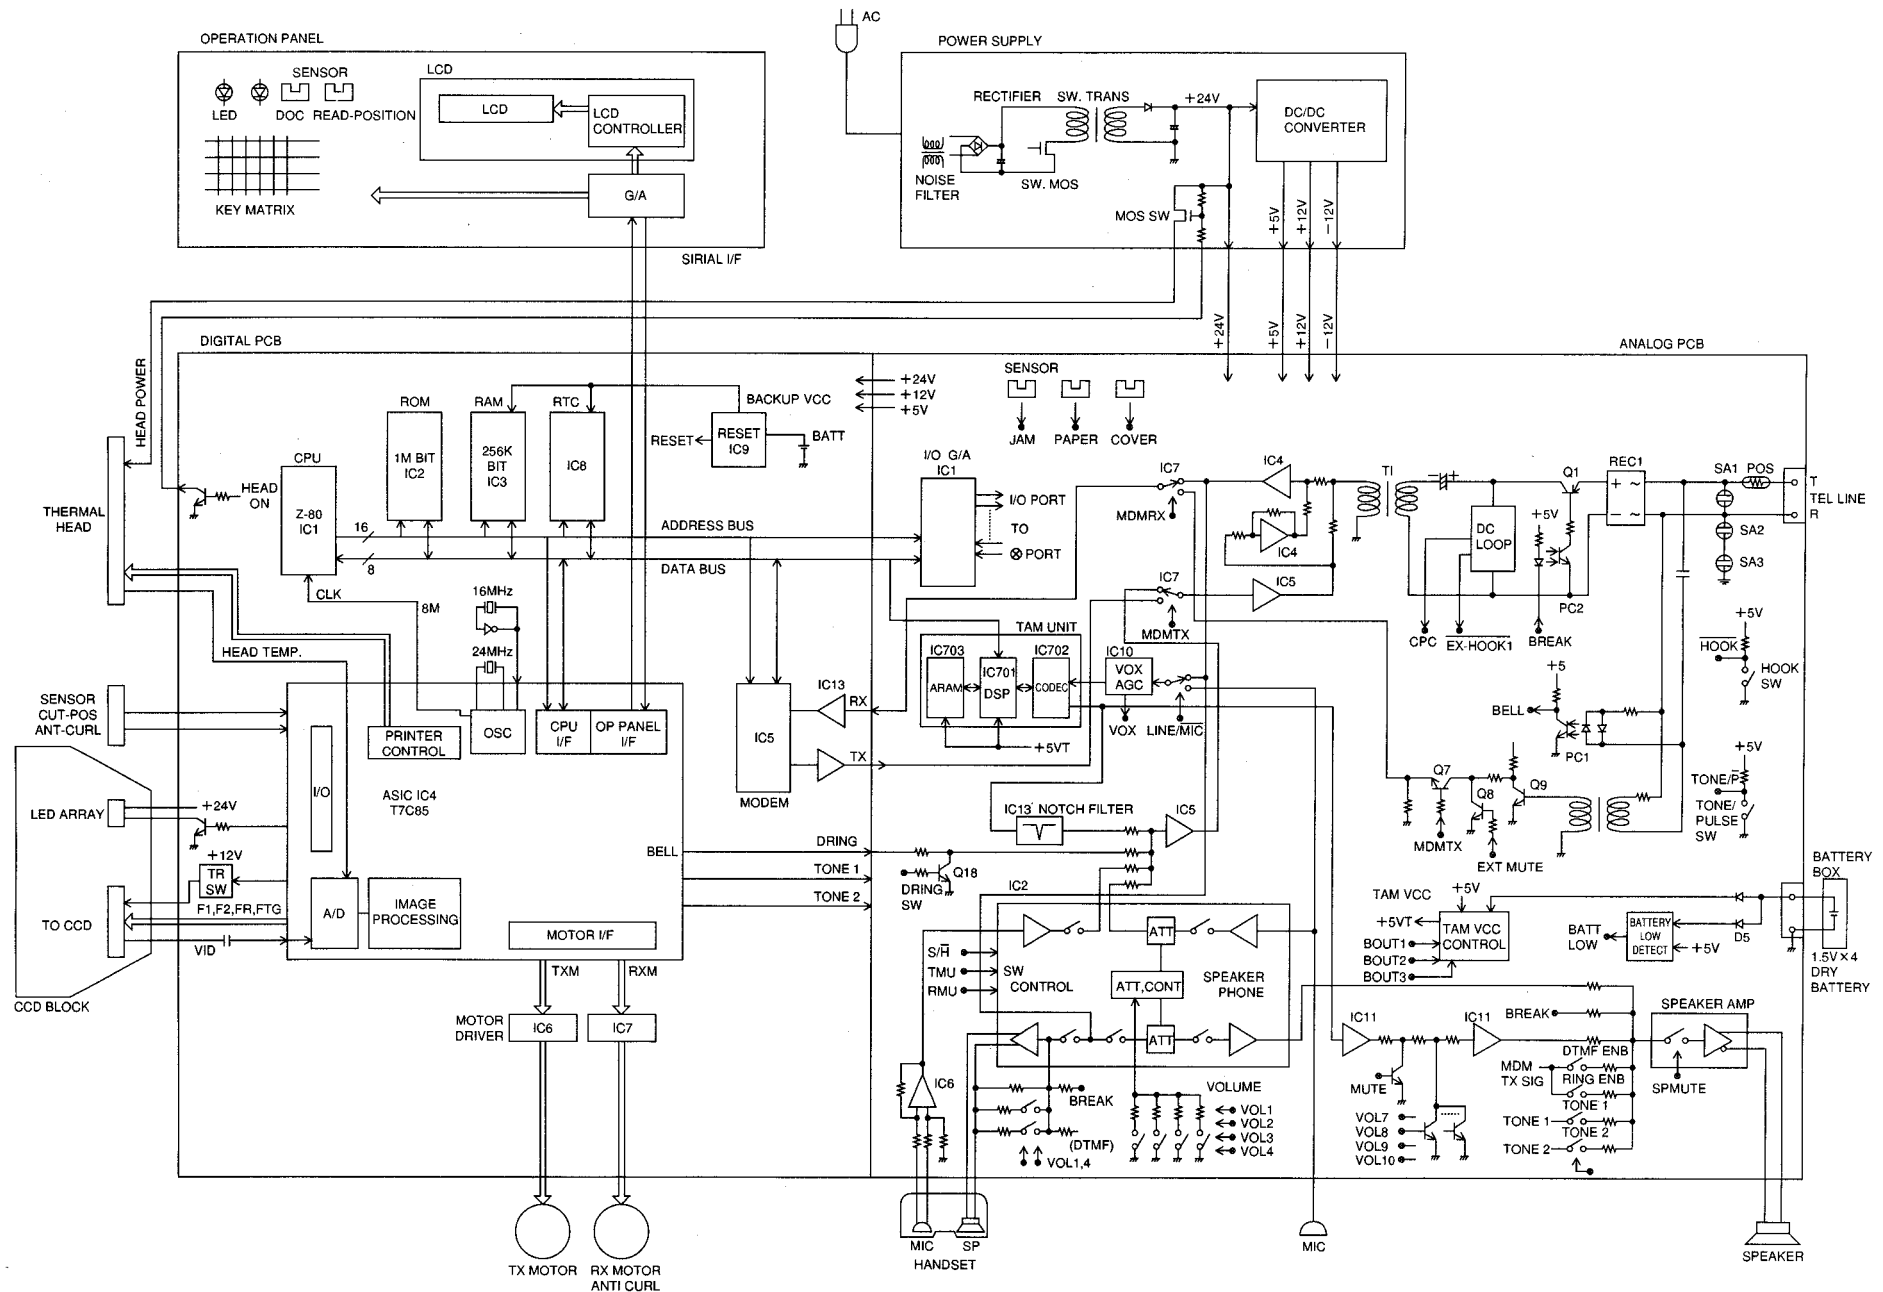 AC
OPERATION PANEL
SENSOR
LED
DOC
READ-POSITION
KEY MATRIX
LCD
LCD
LCD
CONTROLLER
G/A
SIRIAL I/F
POWER SUPPLY
RECTIFIER
SW. TRANS
+24V
DC/DC
CONVERTER
NOISE
FILTER
SW. MOS
MOS SW
+5V
+12V
-12V
+24V
+5V
+12V
-12V
DIGITAL PCB
ANALOG PCB
HEAD POWER
THERMAL
HEAD
HEAD
ON
CPU
Z-80
IC1
ROM
1M BIT
IC2
RAM
256K
BIT
IC3
RTC
IC8
BACKUP VCC
RESET
RESET
IC9
BATT
+24V
+12V
+5V
16
8
ADDRESS BUS
DATA BUS
CLK
8M
16MHz
24MHz
HEAD TEMP.
SENSOR
CUT-POS
ANT-CURL
PRINTER
CONTROL
OSC
CPU
I/F
OP PANEL
I/F
I/O
ASIC IC4
T7C85
BELL
A/D
IMAGE
PROCESSING
MOTOR I/F
LED ARRAY
+24V
+12V
TR
SW
F1,F2,FR,FTG
TO CCD
VID
CCD BLOCK
TXM
RXM
MOTOR
DRIVER
IC6
IC7
TX MOTOR
RX MOTOR
ANTI CURL
IC5
MODEM
IC13
RX
TX
DRING
TONE 1
TONE 2
SENSOR
JAM
PAPER
COVER
I/O G/A
IC1
I/O PORT
TO
PORT
IC7
MDMRX
IC4
IC4
IC7
MDMTX
IC5
TI
REC1
Q1
+
~
-
~
+
SA1
POS
T
TEL LINE
R
SA2
SA3
DC
LOOP
+5V
PC2
CPC
EX-HOOK1
BREAK
+5V
HOOK
HOOK
SW
+5
BELL
PC1
+5V
TONE/P
TONE/
PULSE
SW
TAM UNIT
IC703
ARAM
IC701
DSP
IC702
CODEC
IC10
VOX
AGC
VOX
LINE/MIC
+5VT
IC13
NOTCH FILTER
IC5
Q7
Q8
Q9
MDMTX
EXT MUTE
DRING
SW
Q18
IC2
S/H
TMU
RMU
SW
CONTROL
ATT
ATT,CONT
ATT
SPEAKER
PHONE
IC6
BREAK
(DTMF)
VOL1,4
VOLUME
VOL1
VOL2
VOL3
VOL4
MIC
SP
HANDSET
MIC
TAM VCC
+5V
+5VT
TAM VCC
CONTROL
BOUT1
BOUT2
BOUT3
BATT
LOW
BATTERY
LOW
DETECT
+5V
D5
BATTERY
BOX
1.5V×4
DRY
BATTERY
IC11
IC11
MUTE
VOL7
VOL8
VOL9
VOL10
BREAK
DTMF ENB
MDM
TX SIG
RING ENB
TONE 1
TONE 1
TONE 2
TONE 2
SPEAKER AMP
SPMUTE
SPEAKER